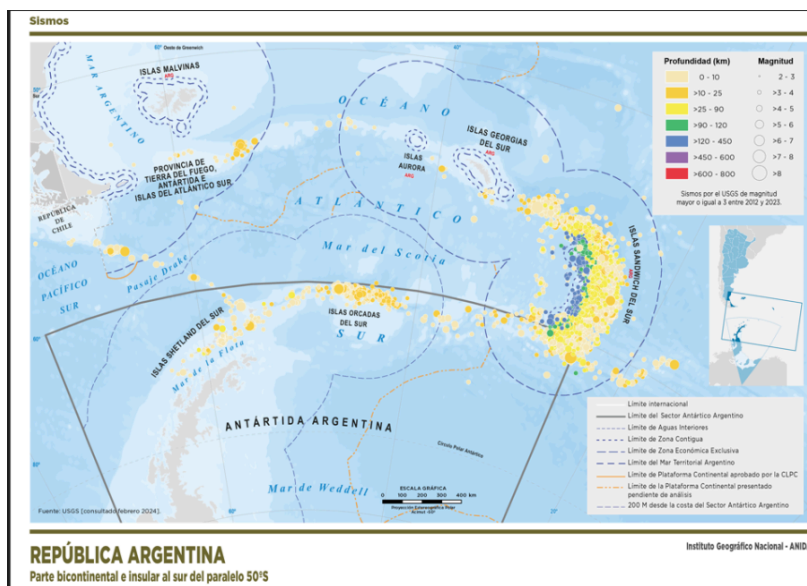 Sismos
Oeste de Greenwich
MAR ARGENTINO
ISLAS MALVINAS
ARG
PROVINCIA DE
TIERRA DEL FUEGO,
ANTÁRTIDA E
ISLAS DEL ATLÁNTICO SUR
REPÚBLICA
DE
CHILE
OCÉANO
PACÍFICO
SUR
Pasaje Drake
OCÉANO
ATLÁNTICO
SUR
ISLAS
AURORA
ARG
ISLAS GEORGIAS
DEL SUR
ARG
Mar del Scotia
ISLAS SANDWICH DEL SUR
ISLAS ORCADAS
DEL SUR
ISLAS SHETLAND DEL SUR
Mar de la Flota
ANTÁRTIDA ARGENTINA
Círculo Polar Antártico
Mar de Weddell
ESCALA GRÁFICA
0 100 200 300 400 km
Fuente: USGS [consultado febrero 2024].
Profundidad (km)
0 - 10
>10 - 25
>25 - 90
>90 - 120
>120 - 450
>450 - 600
>600 - 800
Magnitud
2 - 3
>3 - 4
>4 - 5
>5 - 6
>6 - 7
>7 - 8
>8
Sismos por el USGS de magnitud
mayor o igual a 3 entre 2012 y 2023.
Límite internacional
Límite del Sector Antártico Argentino
Límite de Aguas Interiores
Límite de Zona Contigua
Límite de Zona Económica Exclusiva
Límite del Mar Territorial Argentino
Límite de Plataforma Continental aprobado por la CLPC
Límite de la Plataforma Continental presentado
pendiente de análisis
200 M desde la costa del Sector Antártico Argentino
REPÚBLICA ARGENTINA
Parte bicontinental e insular al sur del paralelo 50ºS
Instituto Geográfico Nacional - ANID